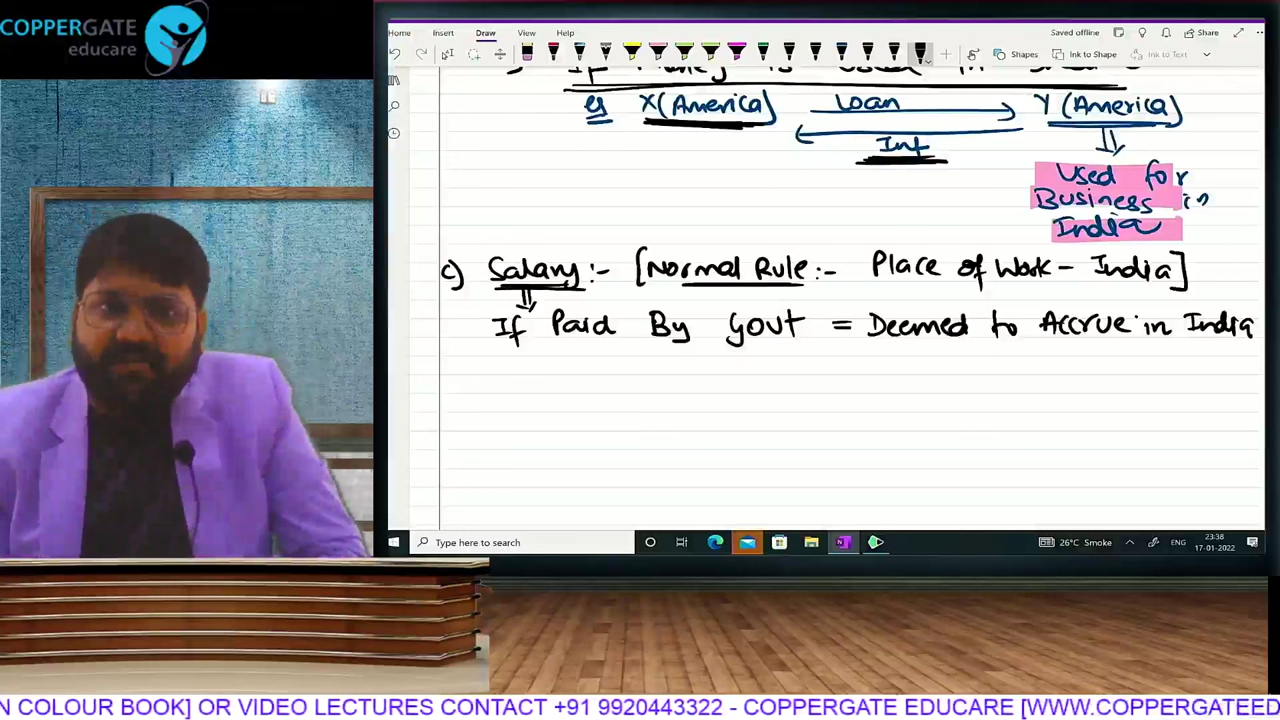 COPPERGATE
educare
Home Insert Draw View Help
Saved offline
Share
Shapes
Ink to Shape
Ink to Text
is used in
eg X (America) Loan Y (America)
Int
Used for
Business in
India
c) Salary :- [Normal Rule :- Place of Work - India]
If Paid By Govt = Deemed to Accrue in India
Type here to search
26°C Smoke
ENG
23:38
17-01-2022
N COLOUR BOOK] OR VIDEO LECTURES CONTACT +91 9920443322 - COPPERGATE EDUCARE [WWW.COPPERGATEED